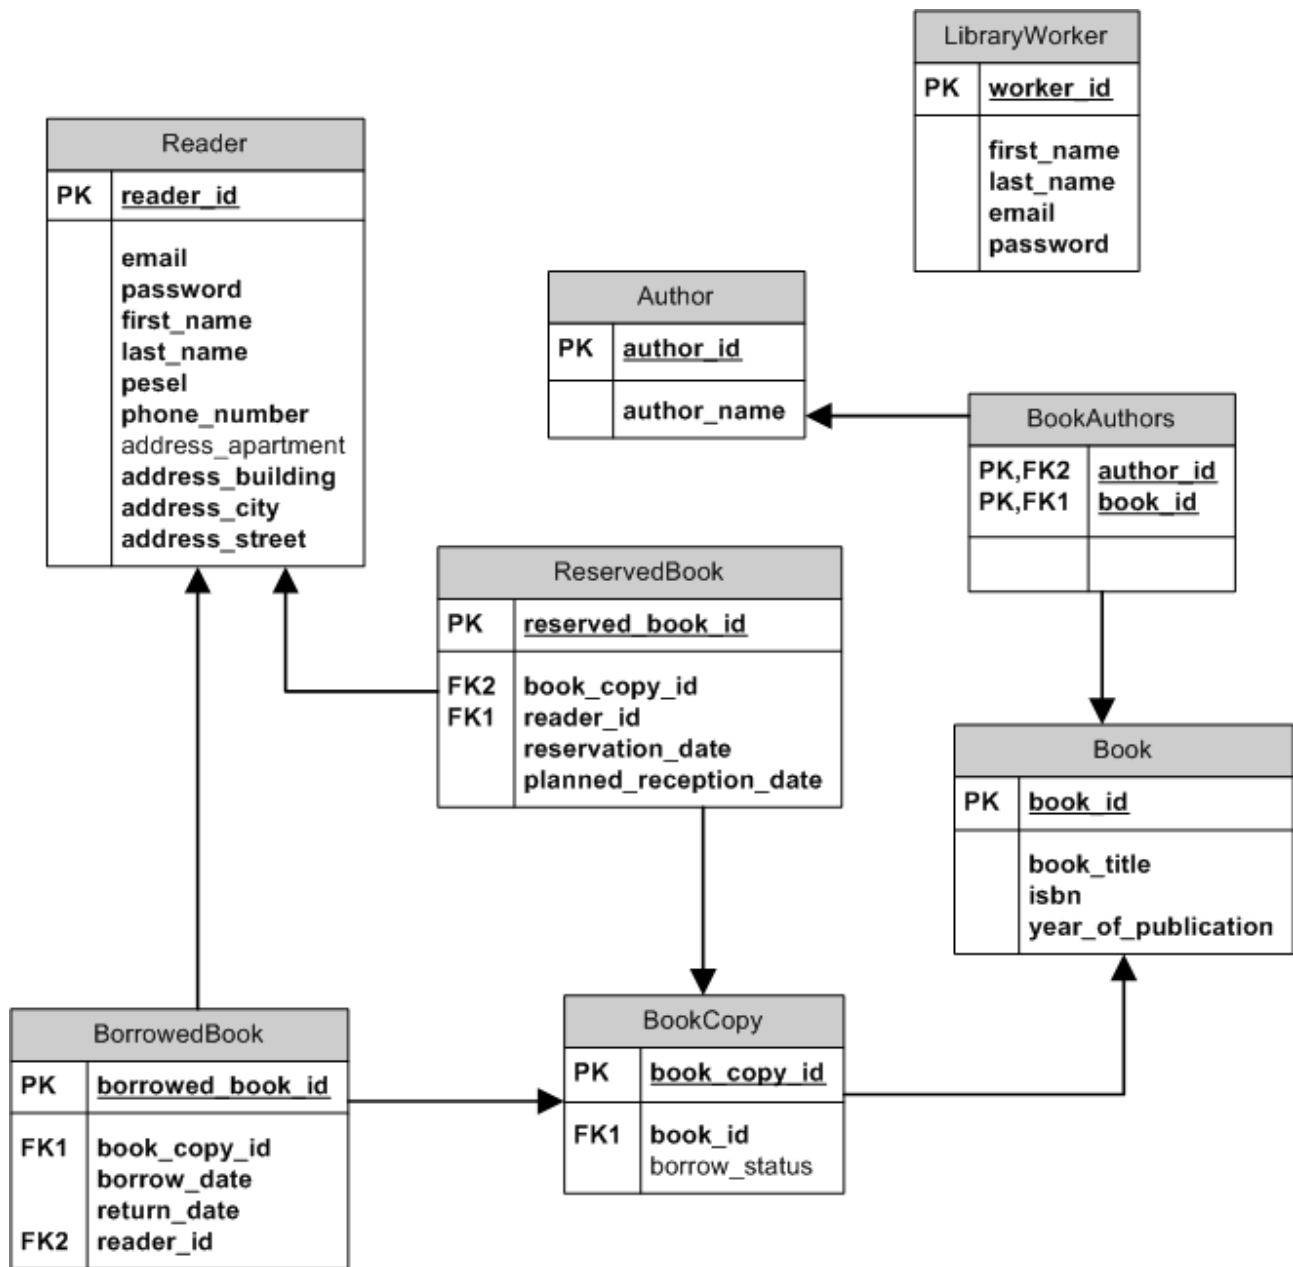 LibraryWorker
PK worker_id
first_name
last_name
email
password
Reader
PK reader_id
email
password
first_name
last_name
pesel
phone_number
address_apartment
address_building
address_city
address_street
Author
PK author_id
author_name
BookAuthors
PK,FK2 author_id
PK,FK1 book_id
ReservedBook
PK reserved_book_id
FK2 book_copy_id
FK1 reader_id
reservation_date
planned_reception_date
Book
PK book_id
book_title
isbn
year_of_publication
BorrowedBook
PK borrowed_book_id
FK1 book_copy_id
borrow_date
return_date
FK2 reader_id
BookCopy
PK book_copy_id
FK1 book_id
borrow_status